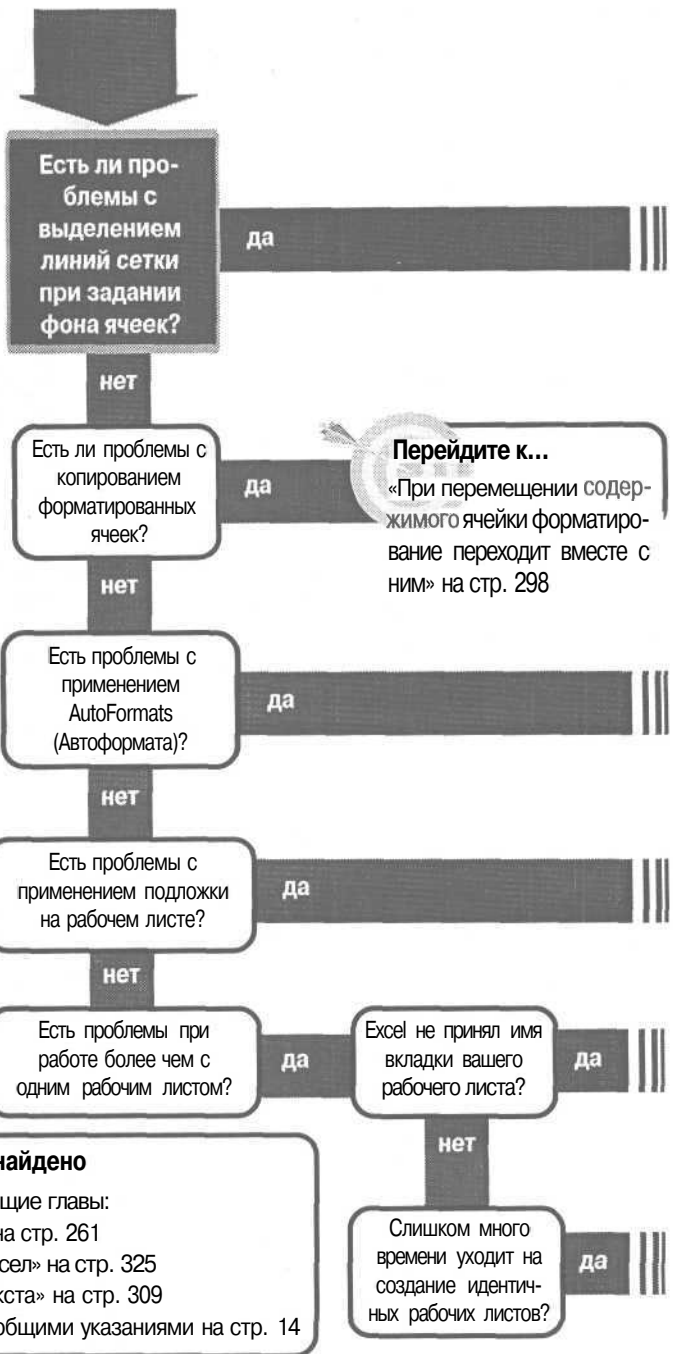 Есть ли про-
блемы с
выделением
линий сетки
при задании
фона ячеек?
да
нет
Есть ли проблемы с
копированием
форматированных
ячеек?
да
Перейдите к...
«При перемещении содер-
жимого ячейки форматиро-
вание переходит вместе с
ним» на стр. 298
нет
Есть проблемы с
применением
AutoFormats
(Автоформата)?
да
нет
Есть проблемы с
применением подложки
на рабочем листе?
да
нет
Есть проблемы при
работе более чем с
одним рабочим листом?
да
Excel не принял имя
вкладки вашего
рабочего листа?
да
нет
Слишком много
времени уходит на
создание идентич-
ных рабочих листов?
да
найдено
щие главы:
на стр. 261
сел» на стр. 325
кста» на стр. 309
общими указаниями на стр. 14